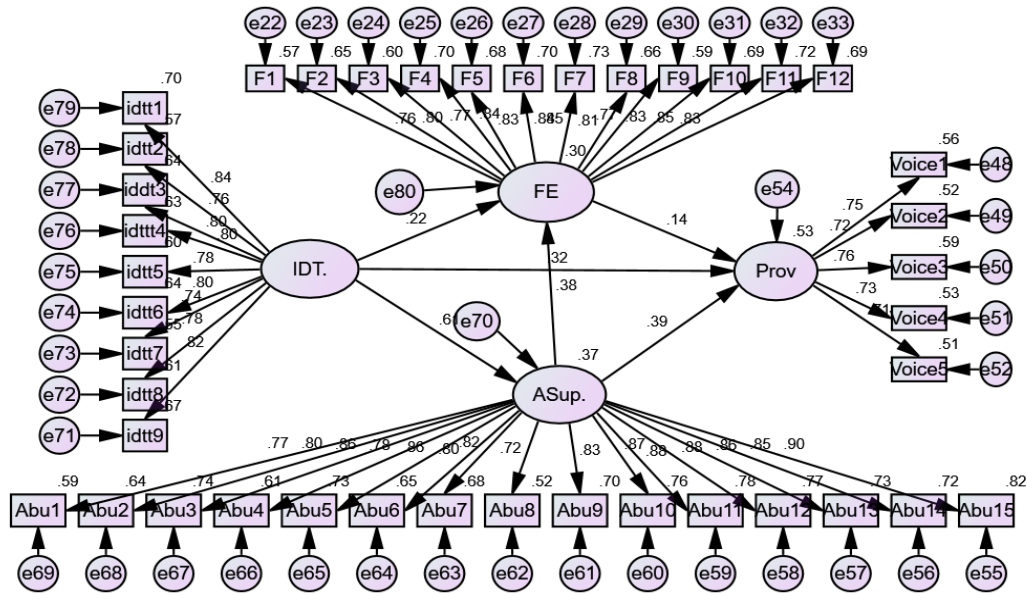 e22 e23 e24 e25 e26 e27 e28 e29 e30 e31 e32 e33
.57 .65 .60 .70 .68 .70 .73 .66 .59 .69 .72 .69
F1 F2 F3 F4 F5 F6 F7 F8 F9 F10 F11 F12
.76 .80 .77 .84 .83 .81 .77 .83 .85 .83
.30
FE
e80
.22
.14
.70
e79 idtt1
.57
e78 idtt2
.64
e77 iddt3
.63
e76 idttt4
.60
e75 idtt5
.64
e74 idtt6
.55
e73 idtt7
.61
e72 idtt8
.67
e71 idtt9
.84
.76
.80
.80
.78
.80
.74
.78
.82
IDT.
.32
.38
.61
e70
.39
.37
ASup.
e54
.53
Prov
.75
.72
.76
.73
.71
.56
Voice1 e48
.52
Voice2 e49
.59
Voice3 e50
.53
Voice4 e51
.51
Voice5 e52
.77 .80 .86 .78 .86 .80 .82 .72 .83 .87 .88 .88 .86 .85 .90
.59 .64 .74 .61 .73 .65 .68 .52 .70 .76 .78 .77 .73 .72 .82
Abu1 Abu2 Abu3 Abu4 Abu5 Abu6 Abu7 Abu8 Abu9 Abu10 Abu11 Abu12 Abu13 Abu14 Abu15
e69 e68 e67 e66 e65 e64 e63 e62 e61 e60 e59 e58 e57 e56 e55